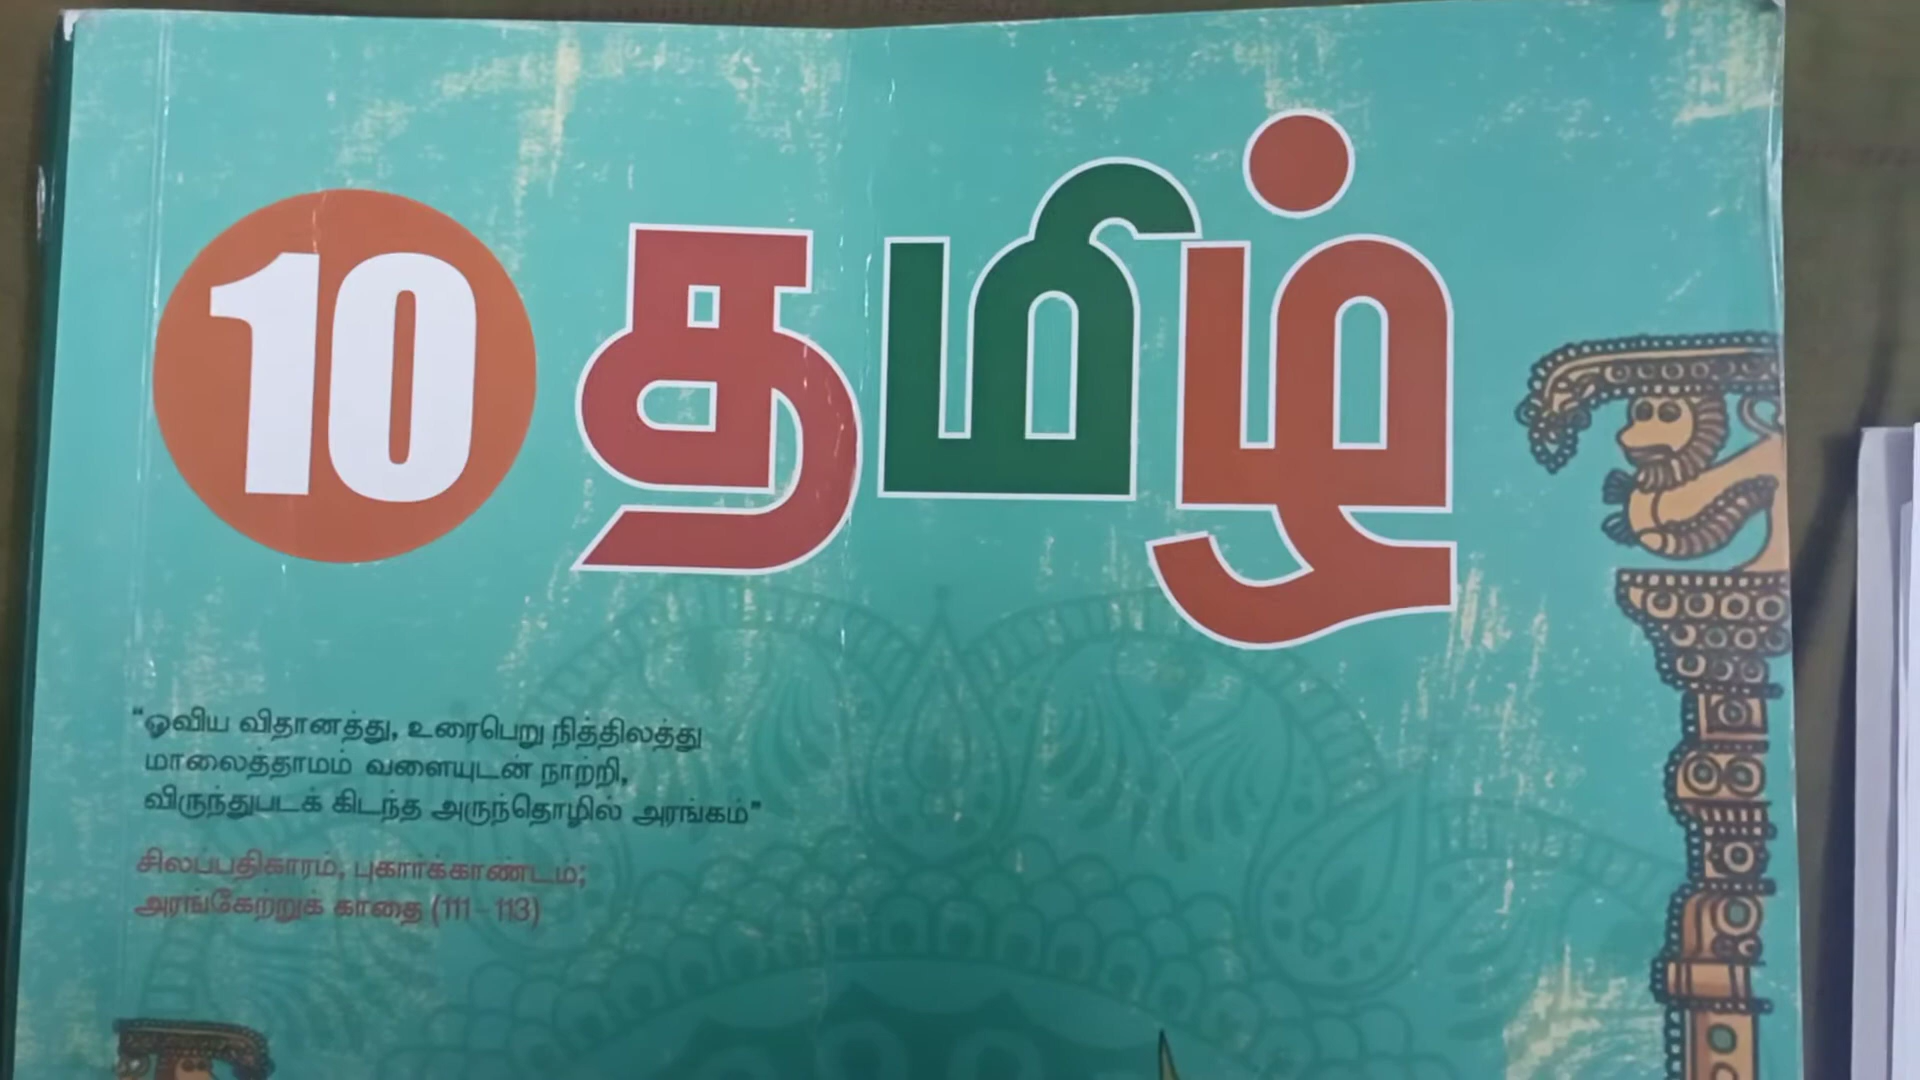 10 தமிழ்
"ஓவிய விதானத்து, உரைபெறு நித்திலத்து
மாலைத்தாமம் வளையுடன் நாற்றி,
விருந்துபடக் கிடந்த அருந்தொழில் அரங்கம்"
சிலப்பதிகாரம், புகார்க்காண்டம்;
அரங்கேற்றுக் காதை (111 - 113)